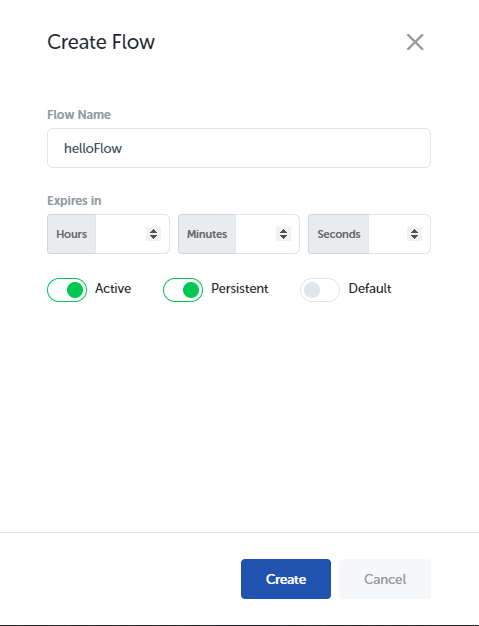 Create Flow
Flow Name
helloFlow
Expires in
Hours Minutes Seconds
Active Persistent Default
Create Cancel